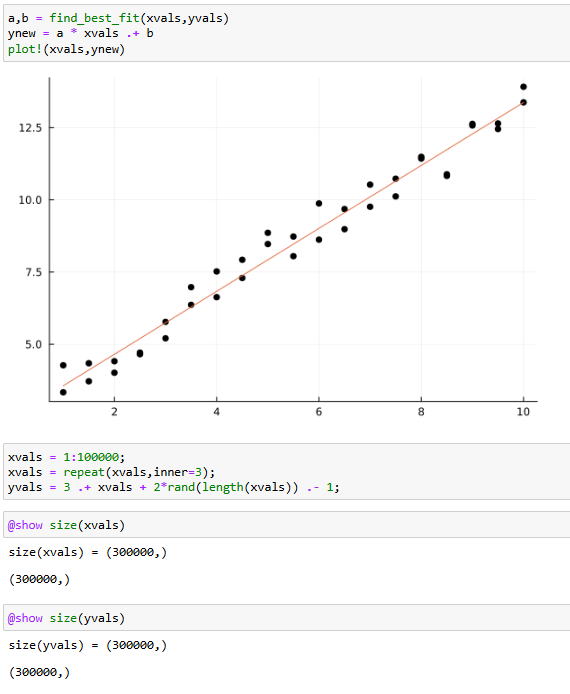 a,b = find_best_fit(xvals,yvals)
ynew = a * xvals .+ b
plot!(xvals,ynew)
12.5
10.0
7.5
5.0
2 4 6 8 10
xvals = 1:100000;
xvals = repeat(xvals,inner=3);
yvals = 3 .+ xvals + 2*rand(length(xvals)) .- 1;
@show size(xvals)
size(xvals) = (300000,)
(300000,)
@show size(yvals)
size(yvals) = (300000,)
(300000,)